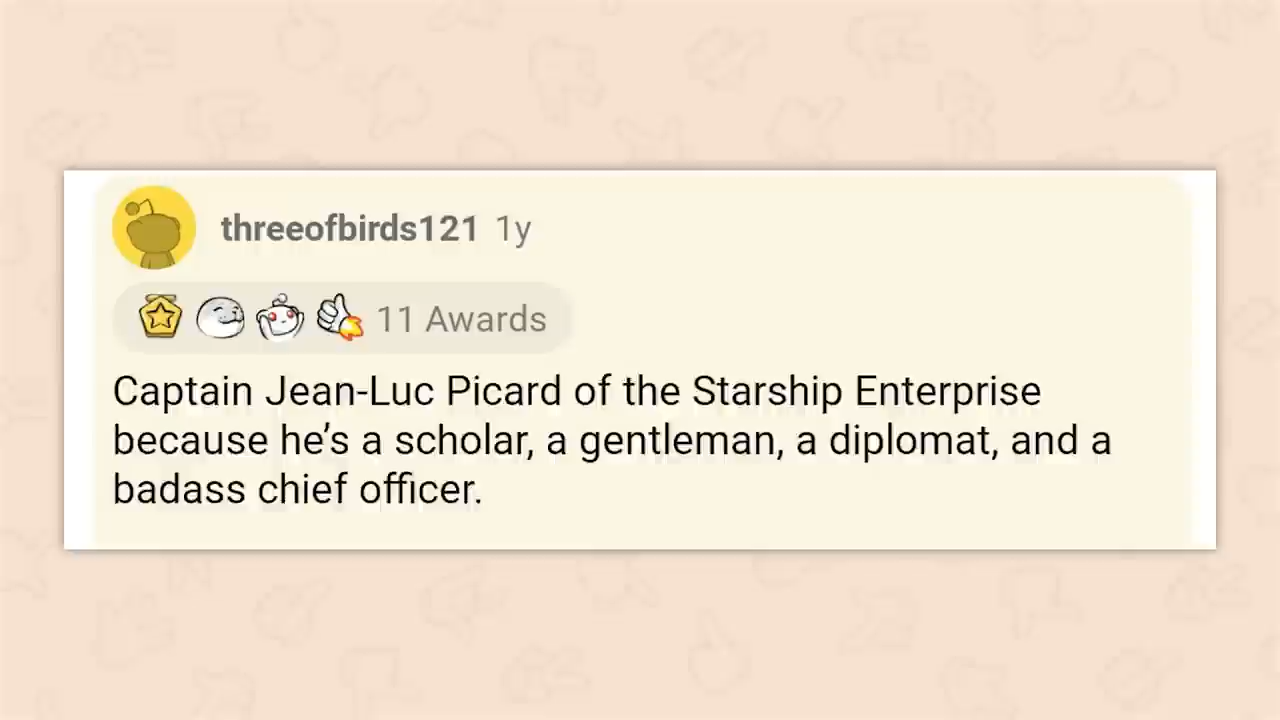 threeofbirds121 1y
11 Awards
Captain Jean-Luc Picard of the Starship Enterprise
because he’s a scholar, a gentleman, a diplomat, and a
badass chief officer.